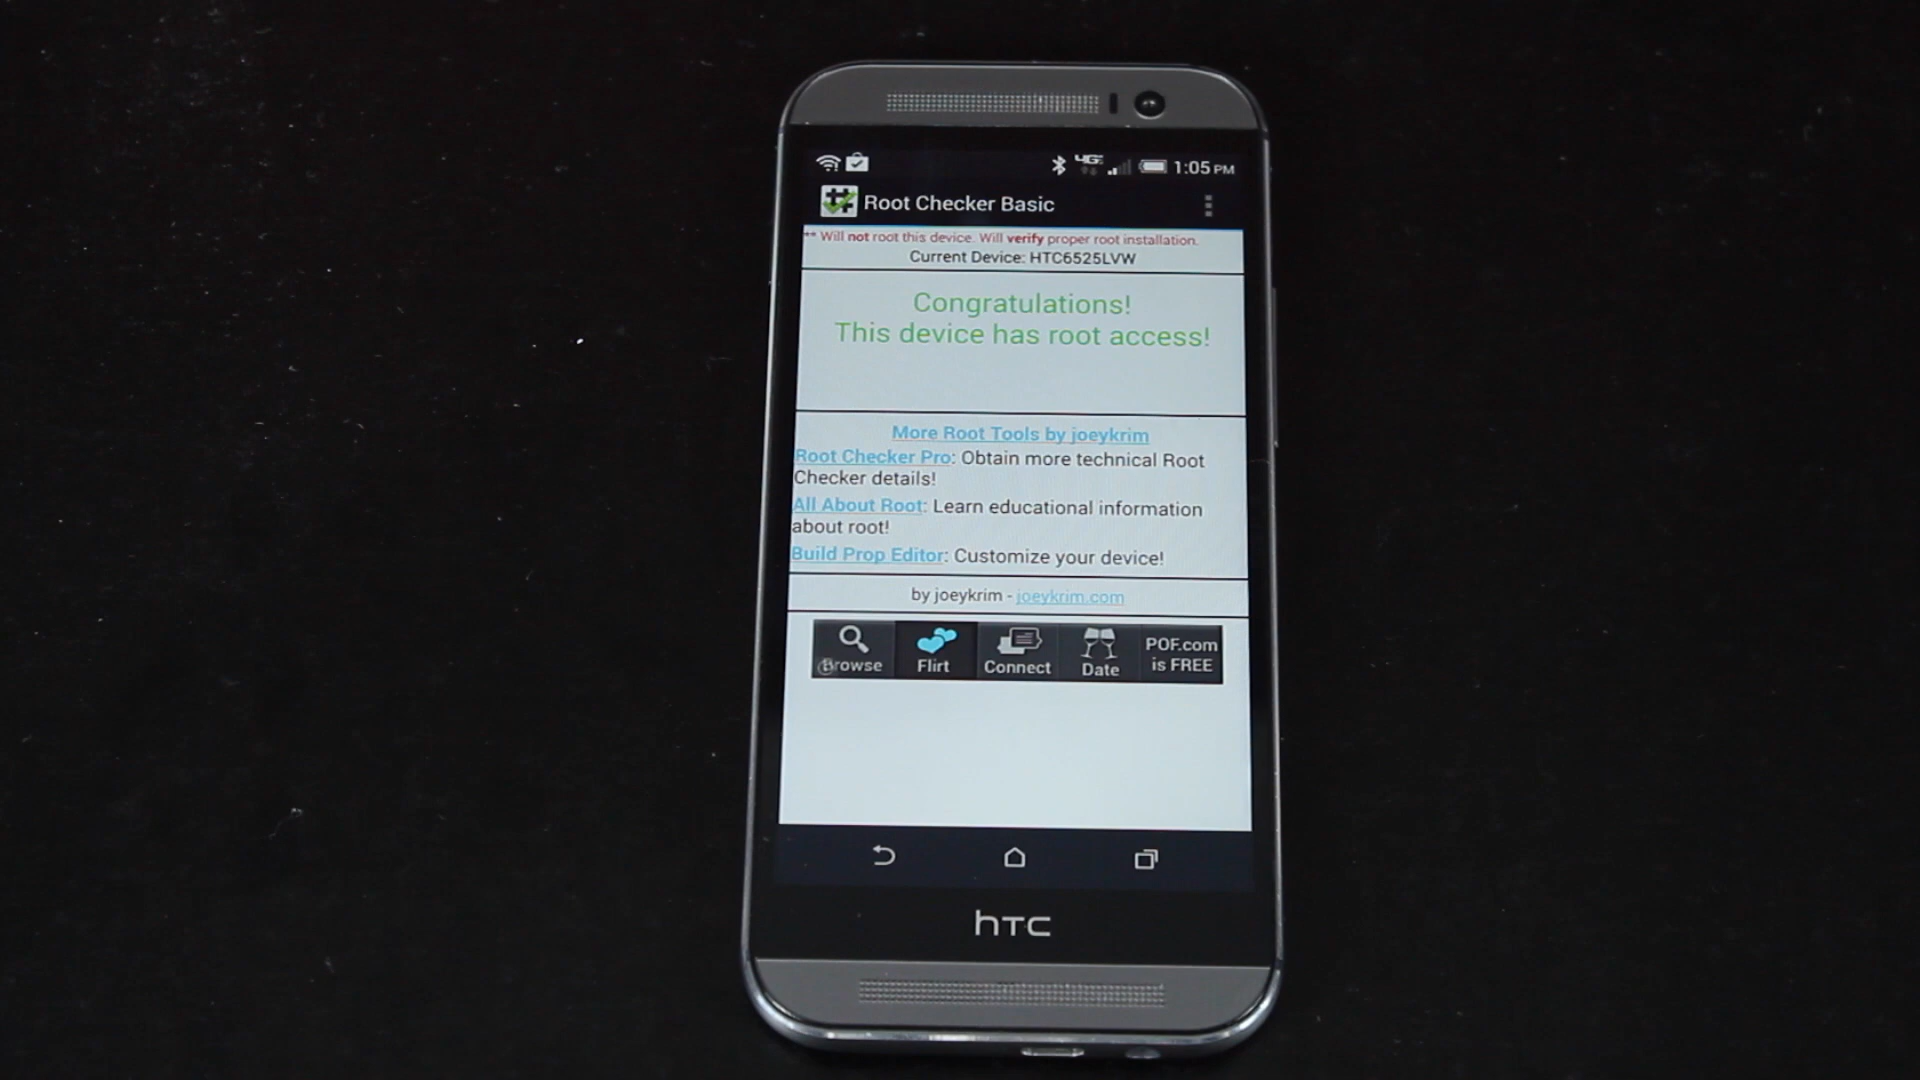 4G 1:05 PM
Root Checker Basic
** Will not root this device. Will verify proper root installation.
Current Device: HTC6525LVW
Congratulations!
This device has root access!
More Root Tools by joeykrim
Root Checker Pro: Obtain more technical Root
Checker details!
All About Root: Learn educational information
about root!
Build Prop Editor: Customize your device!
by joeykrim - joeykrim.com
Browse Flirt Connect Date POF.com
is FREE
hTC